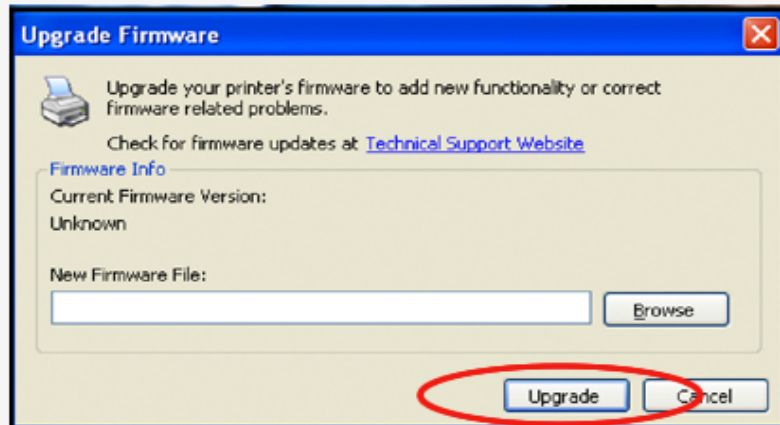 Upgrade Firmware
Upgrade your printer's firmware to add new functionality or correct
firmware related problems.
Check for firmware updates at Technical Support Website
Firmware Info
Current Firmware Version:
Unknown
New Firmware File:
Browse
Upgrade
Cancel